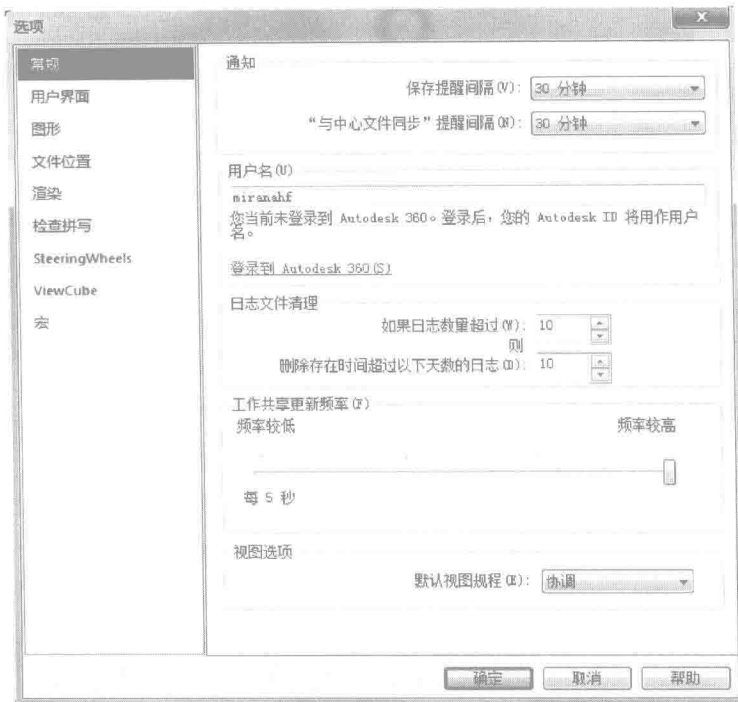 选项
常规
用户界面
图形
文件位置
渲染
检查拼写
SteeringWheels
ViewCube
宏
通知
保存提醒间隔(V): 30 分钟
“与中心文件同步”提醒间隔(N): 30 分钟
用户名(U)
miranahf
您当前未登录到 Autodesk 360。登录后，您的 Autodesk ID 将用作用户
名。
登录到 Autodesk 360(S)
日志文件清理
如果日志数量超过(W): 10
则
删除存在时间超过以下天数的日志(D): 10
工作共享更新频率(F)
频率较低 频率较高
每 5 秒
视图选项
默认视图规程(E): 协调
确定 取消 帮助